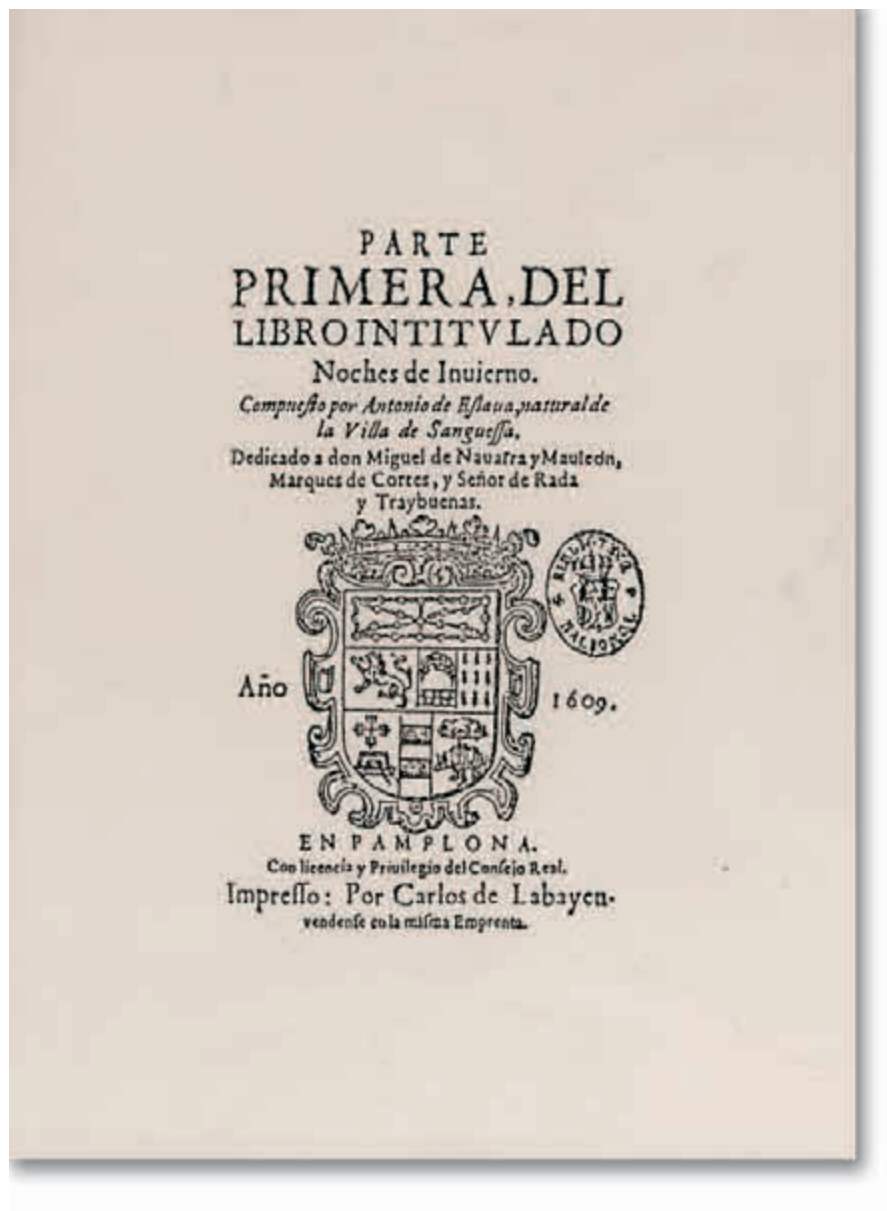 PARTE
PRIMERA, DEL
LIBRO INTITVLADO
Noches de Inuierno.
Compuesto por Antonio de Eslaua, natural de
la Villa de Sanguessa.
Dedicado a don Miguel de Nauarra y Mauleon,
Marques de Cortes, y Señor de Rada
y Traybuenas.
BIBLIOTECA NACIONAL
Año 1609.
EN PAMPLONA.
Con licencia y Priuilegio del Consejo Real.
Impresso: Por Carlos de Labayen.
vendense en la misma Emprenta.